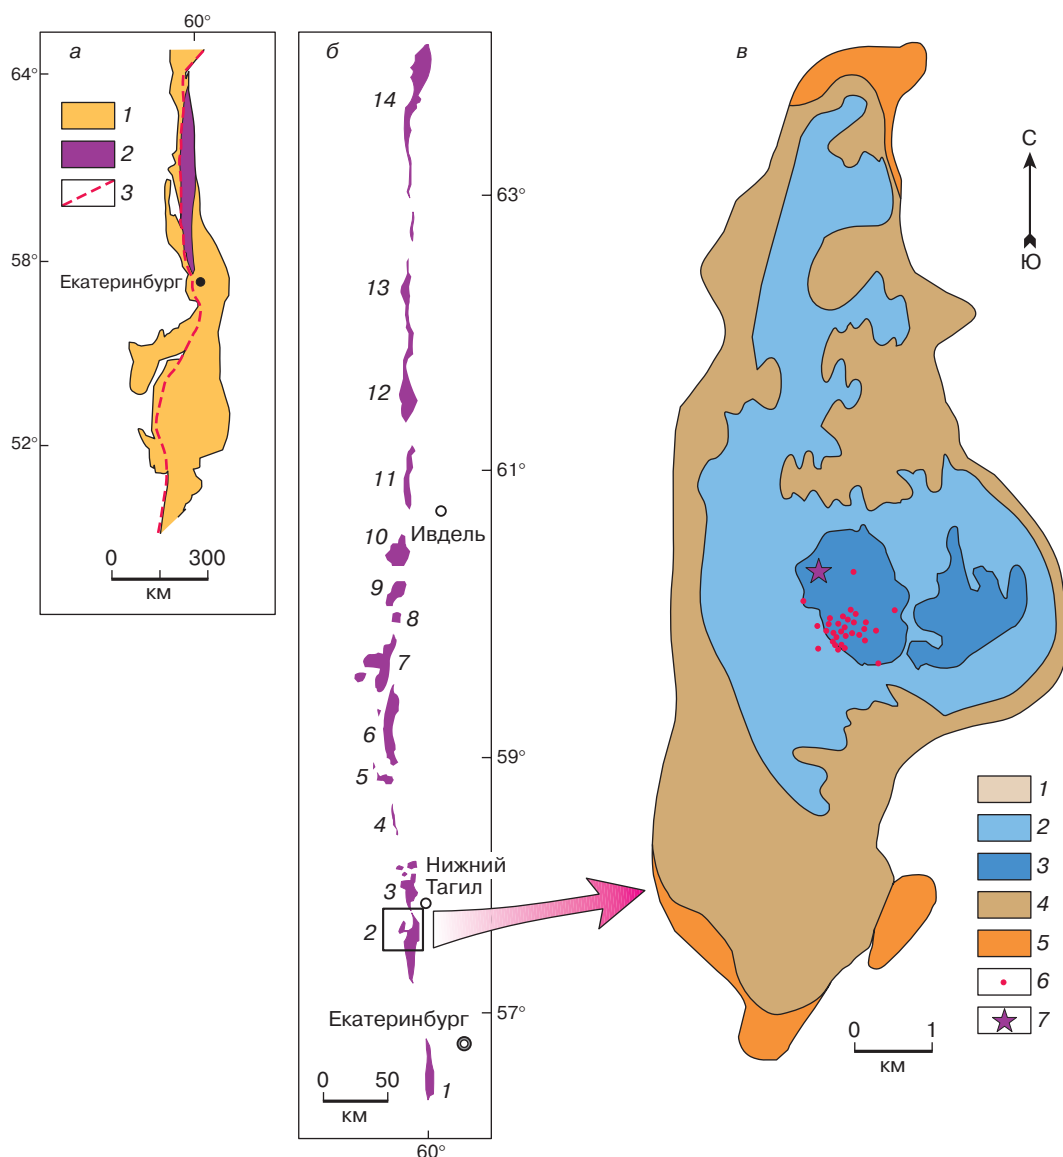 60°
а
64°
1
2
3
58°
Екатеринбург
52°
0 300
км
б
14
63°
13
12
61°
11
Ивдель
10
9
8
7
6
59°
5
4
Нижний
Тагил
3
2
57°
Екатеринбург
0 50
км
1
60°
в
С
Ю
1
2
3
4
5
6
7
0 1
км